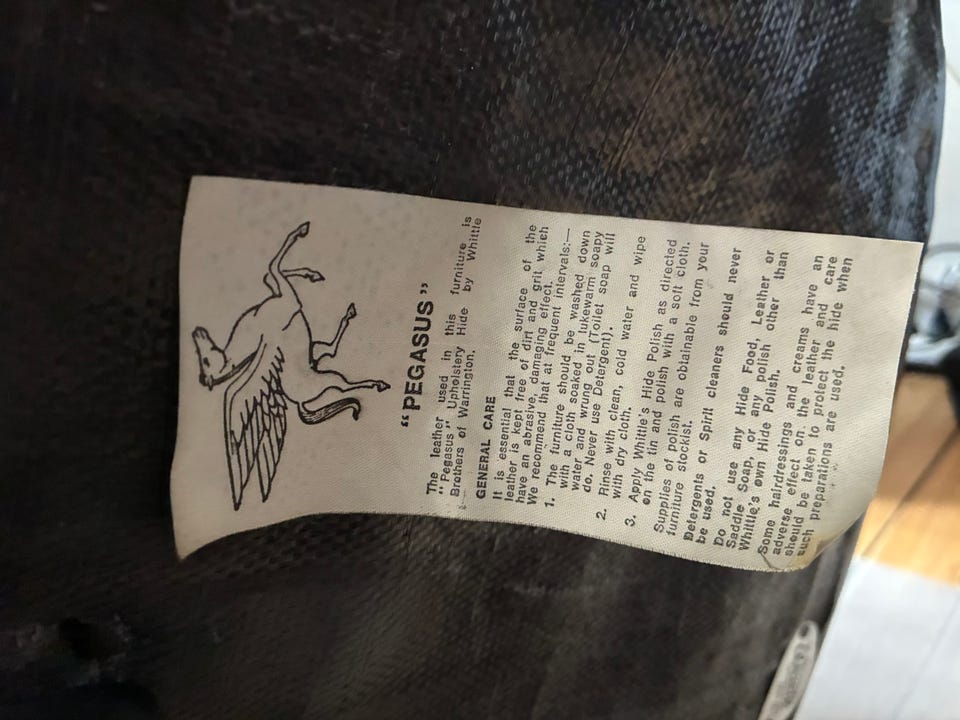 "PEGASUS"
The leather used in this furniture is
"Pegasus" Upholstery Hide by Whittle
Brothers of Warrington.
GENERAL CARE
It is essential that the surface of the
leather is kept free of dirt and grit which
have an abrasive, damaging effect.
We recommend that at frequent intervals:—
1. The furniture should be washed down
with a cloth soaked in lukewarm soapy
water and wrung out (Toilet soap will
do. Never use Detergent).
2. Rinse with clean, cold water and wipe
with dry cloth.
3. Apply Whittle's Hide Polish as directed
on the tin and polish with a soft cloth.
Supplies of polish are obtainable from your
furniture stockist.
Detergents or Spirit cleaners should never
be used.
Do not use any Hide Food, Leather or
Saddle Soap, or any polish other than
Whittle's own Hide Polish.
Some hairdressings and creams have an
adverse effect on the leather and care
should be taken to protect the hide when
such preparations are used.